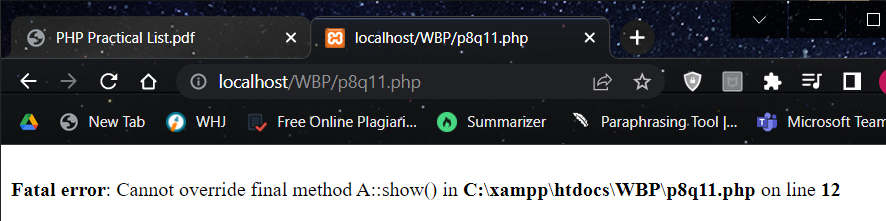 PHP Practical List.pdf
localhost/WBP/p8q11.php
localhost/WBP/p8q11.php
New Tab
WHJ
Free Online Plagiari...
Summarizer
Paraphrasing Tool |...
Microsoft Team
Fatal error: Cannot override final method A::show() in C:\xampp\htdocs\WBP\p8q11.php on line 12